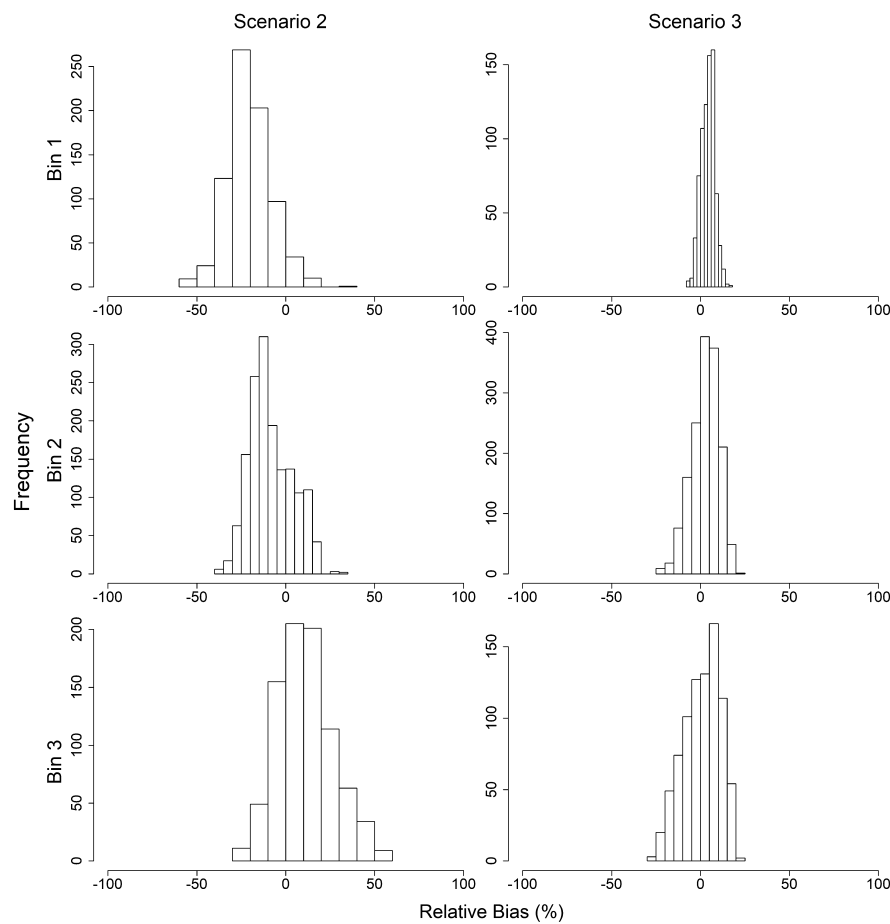 Scenario 2
Scenario 3
Bin 1
0 50 100 150 200 250
-100 -50 0 50 100
0 50 100 150
-100 -50 0 50 100
Frequency
Bin 2
0 50 100 150 200 250 300
-100 -50 0 50 100
0 100 200 300 400
-100 -50 0 50 100
Bin 3
0 50 100 150 200
-100 -50 0 50 100
0 50 100 150
-100 -50 0 50 100
Relative Bias (%)